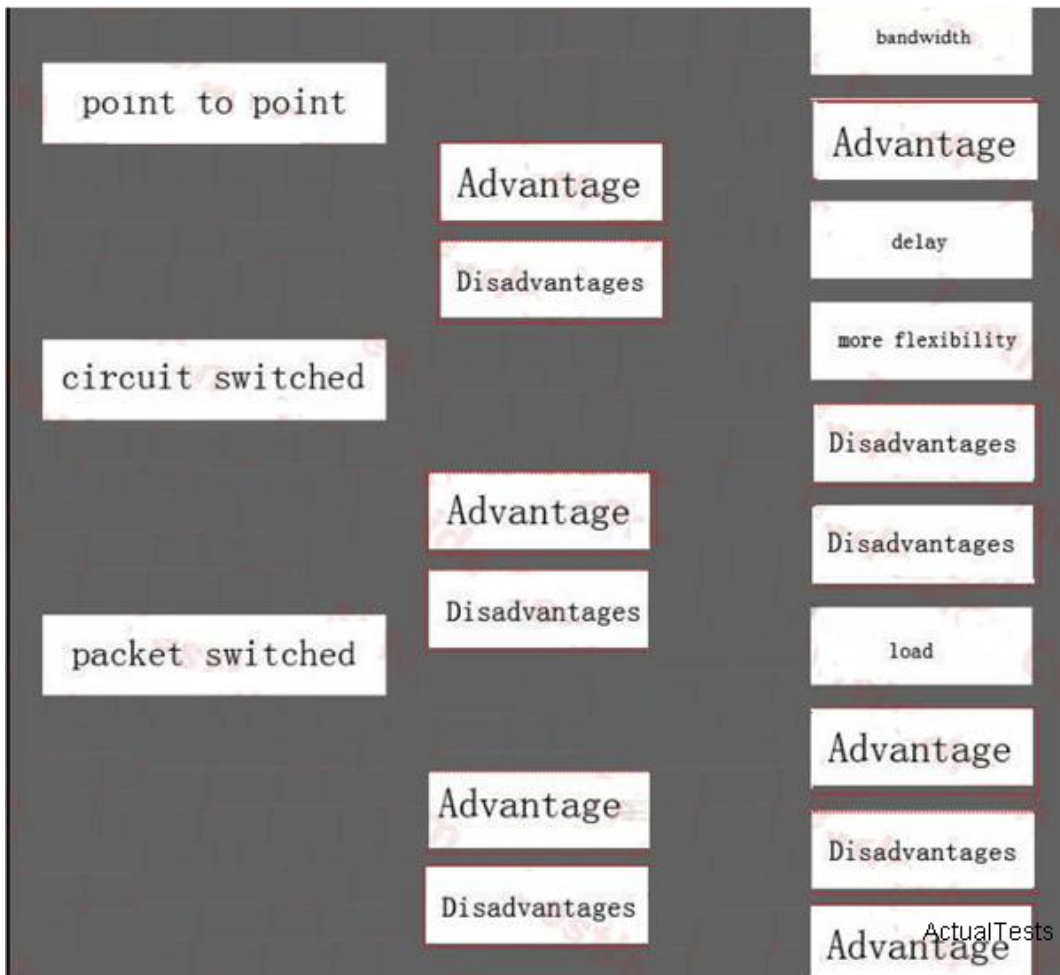 point to point
circuit switched
packet switched
Advantage
Disadvantages
Advantage
Disadvantages
Advantage
Disadvantages
bandwidth
Advantage
delay
more flexibility
Disadvantages
Disadvantages
load
Advantage
Disadvantages
Advantage
ActualTests